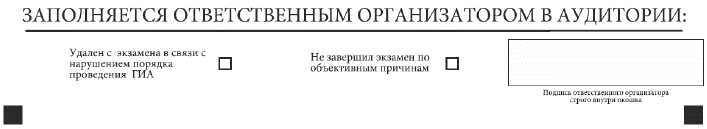 ЗАПОЛНЯЕТСЯ ОТВЕТСТВЕННЫМ ОРГАНИЗАТОРОМ В АУДИТОРИИ:
Удален с экзамена в связи с
нарушением порядка
проведения ГИА
Не завершил экзамен по
объективным причинам
Подпись ответственного организатора
строго внутри окошка